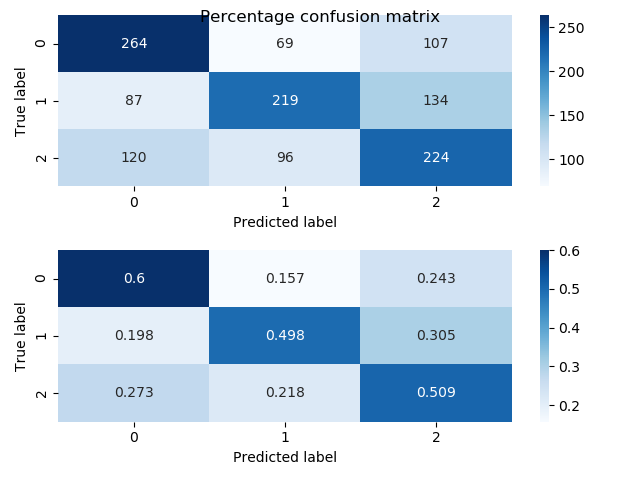 Percentage confusion matrix
True label
0 264 69 107
1 87 219 134
2 120 96 224
0 1 2
Predicted label
250
200
150
100
True label
0 0.6 0.157 0.243
1 0.198 0.498 0.305
2 0.273 0.218 0.509
0 1 2
Predicted label
0.6
0.5
0.4
0.3
0.2